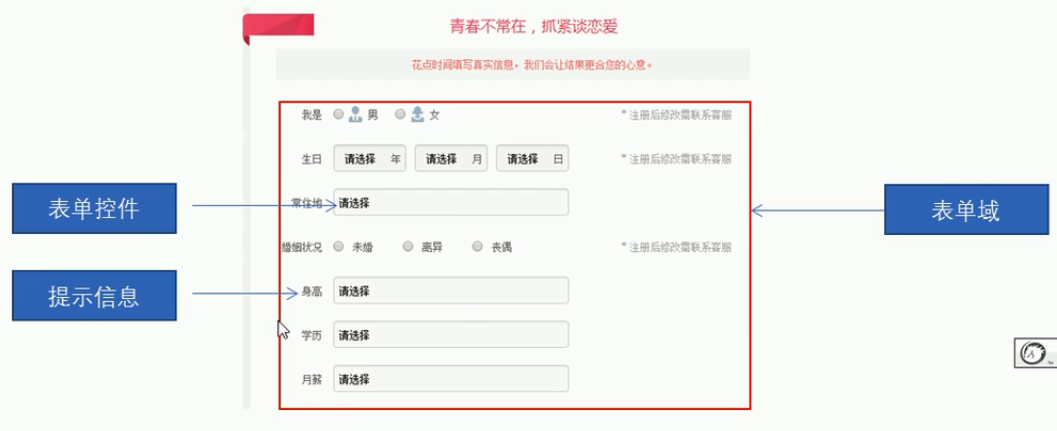 青春不常在，抓紧谈恋爱
花点时间填写真实信息，我们会让结果更合您的心意。
我是 男 女 * 注册后修改需联系客服
生日 请选择 年 请选择 月 请选择 日 * 注册后修改需联系客服
表单控件
常住地 请选择
表单域
婚姻状况 未婚 离异 丧偶 * 注册后修改需联系客服
提示信息
身高 请选择
学历 请选择
月薪 请选择